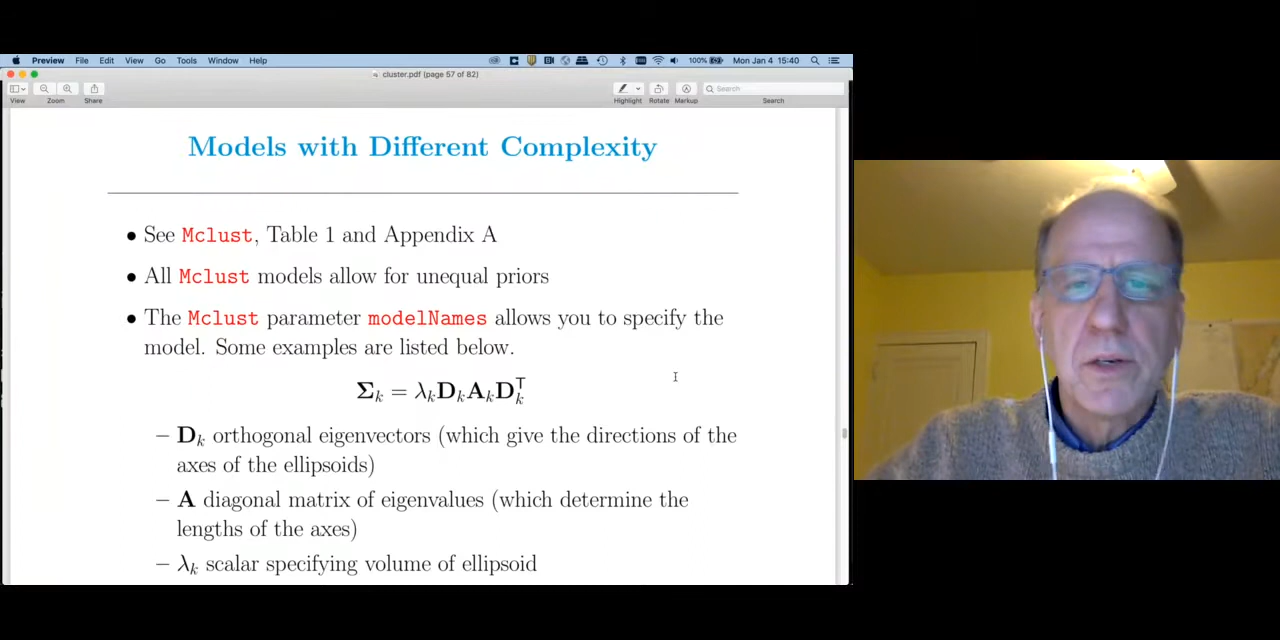 Preview File Edit View Go Tools Window Help 100% Mon Jan 4 15:40
cluster.pdf (page 57 of 82)
Search
View Zoom Share Highlight Rotate Markup Search
Models with Different Complexity
• See Mclust, Table 1 and Appendix A
• All Mclust models allow for unequal priors
• The Mclust parameter modelNames allows you to specify the
model. Some examples are listed below.
Σₖ = λₖDₖAₖDₖᵀ
– Dₖ orthogonal eigenvectors (which give the directions of the
axes of the ellipsoids)
– A diagonal matrix of eigenvalues (which determine the
lengths of the axes)
– λₖ scalar specifying volume of ellipsoid